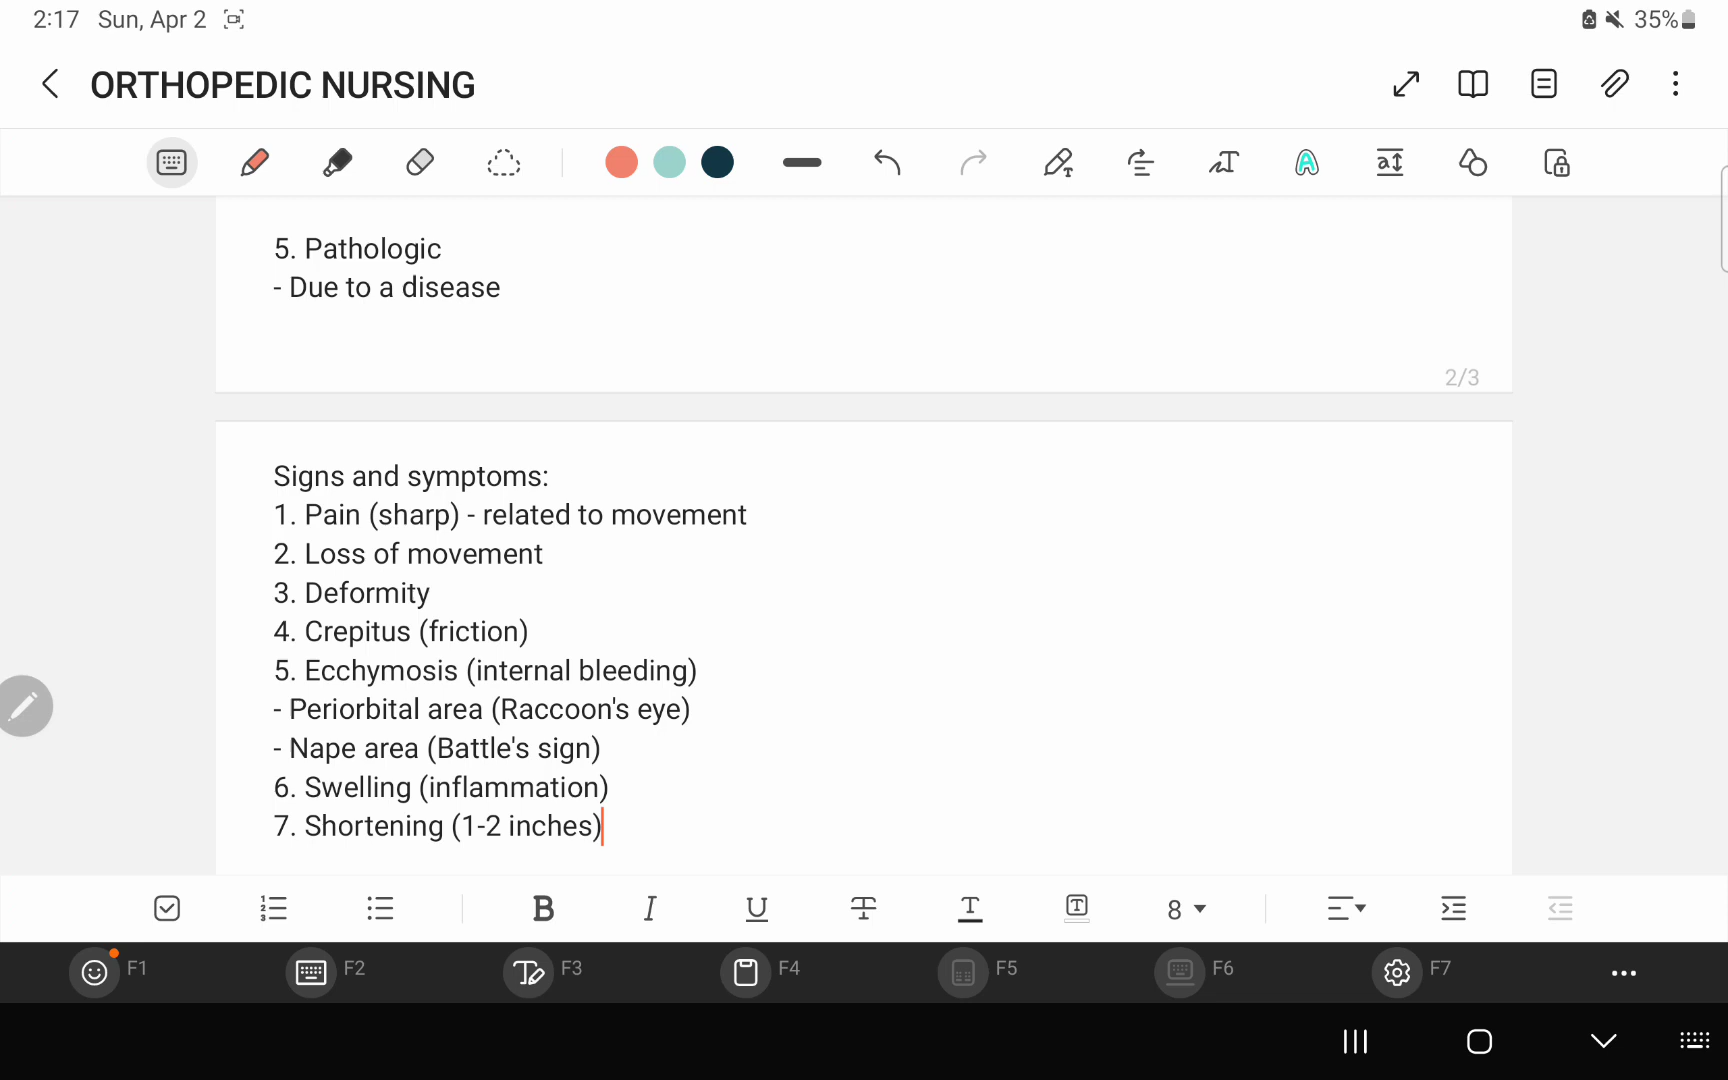 2:17 Sun, Apr 2 35%
ORTHOPEDIC NURSING
5. Pathologic
- Due to a disease
2/3
Signs and symptoms:
1. Pain (sharp) - related to movement
2. Loss of movement
3. Deformity
4. Crepitus (friction)
5. Ecchymosis (internal bleeding)
- Periorbital area (Raccoon's eye)
- Nape area (Battle's sign)
6. Swelling (inflammation)
7. Shortening (1-2 inches)
B I U T T T 8
F1 F2 F3 F4 F5 F6 F7